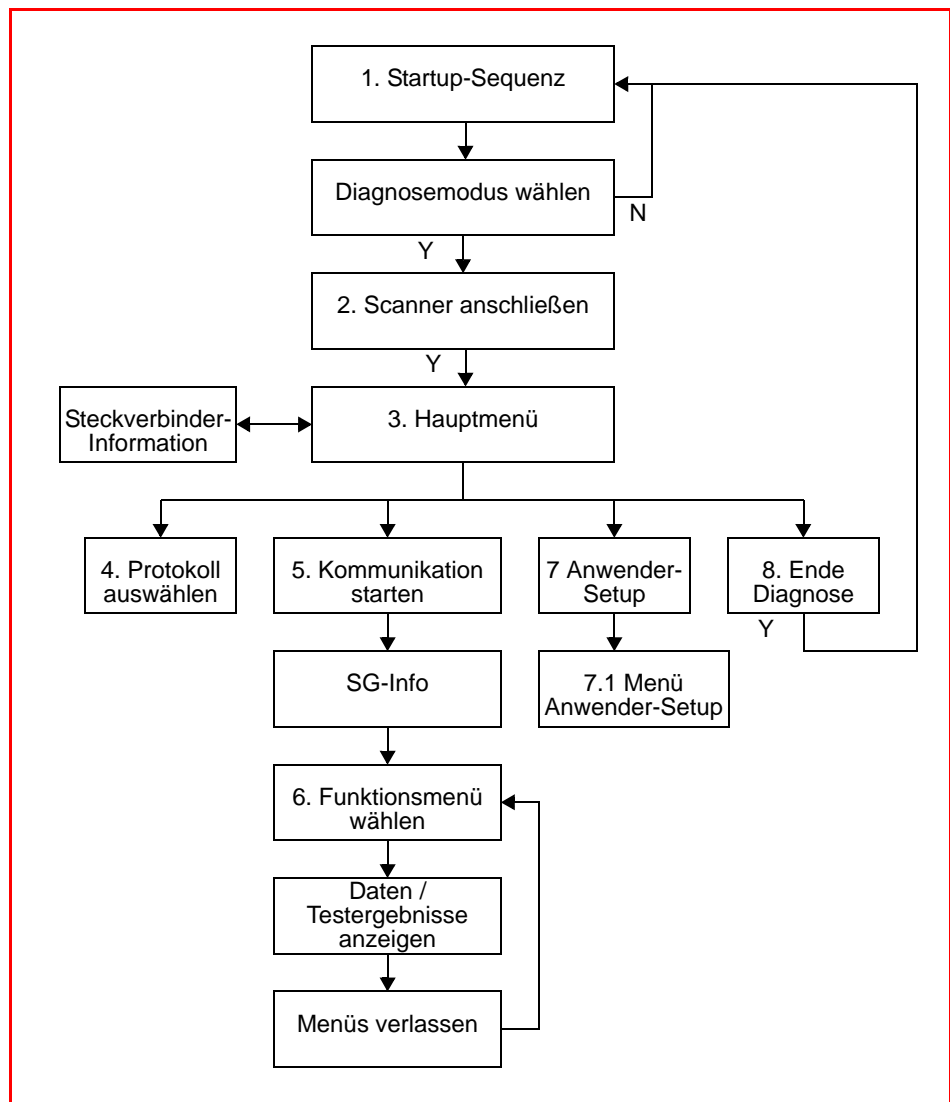 1. Startup-Sequenz
Diagnosemodus wählen
N
Y
2. Scanner anschließen
Y
Steckverbinder-
Information
3. Hauptmenü
4. Protokoll
auswählen
5. Kommunikation
starten
7 Anwender-
Setup
8. Ende
Diagnose
Y
SG-Info
7.1 Menü
Anwender-Setup
6. Funktionsmenü
wählen
Daten /
Testergebnisse
anzeigen
Menüs verlassen